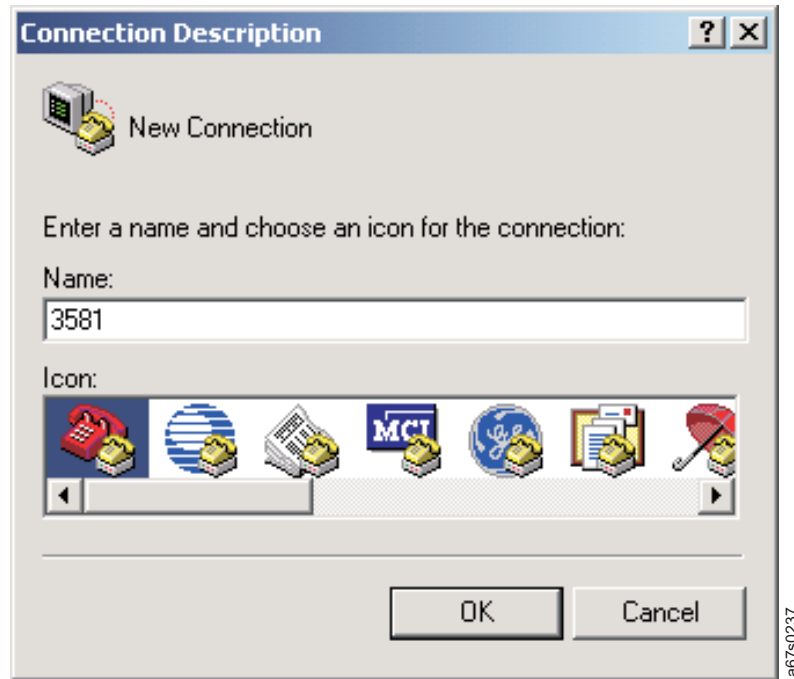 Connection Description
New Connection
Enter a name and choose an icon for the connection:
Name:
3581
Icon:
MCI
OK
Cancel
a67s0237